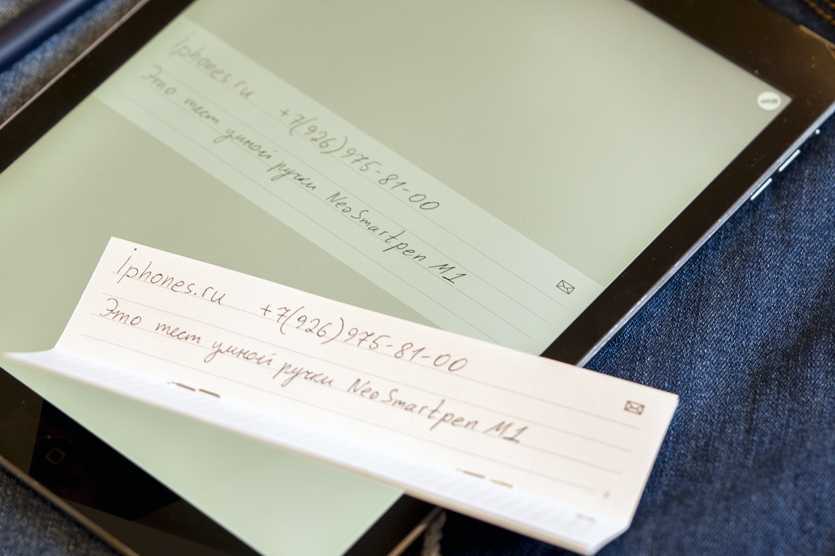 iphones.ru +7(926)975-81-00
Это тест умной ручки NeoSmartpen M1
iphones.ru +7(926)975-81-00
Это тест умной ручки NeoSmartpen M1